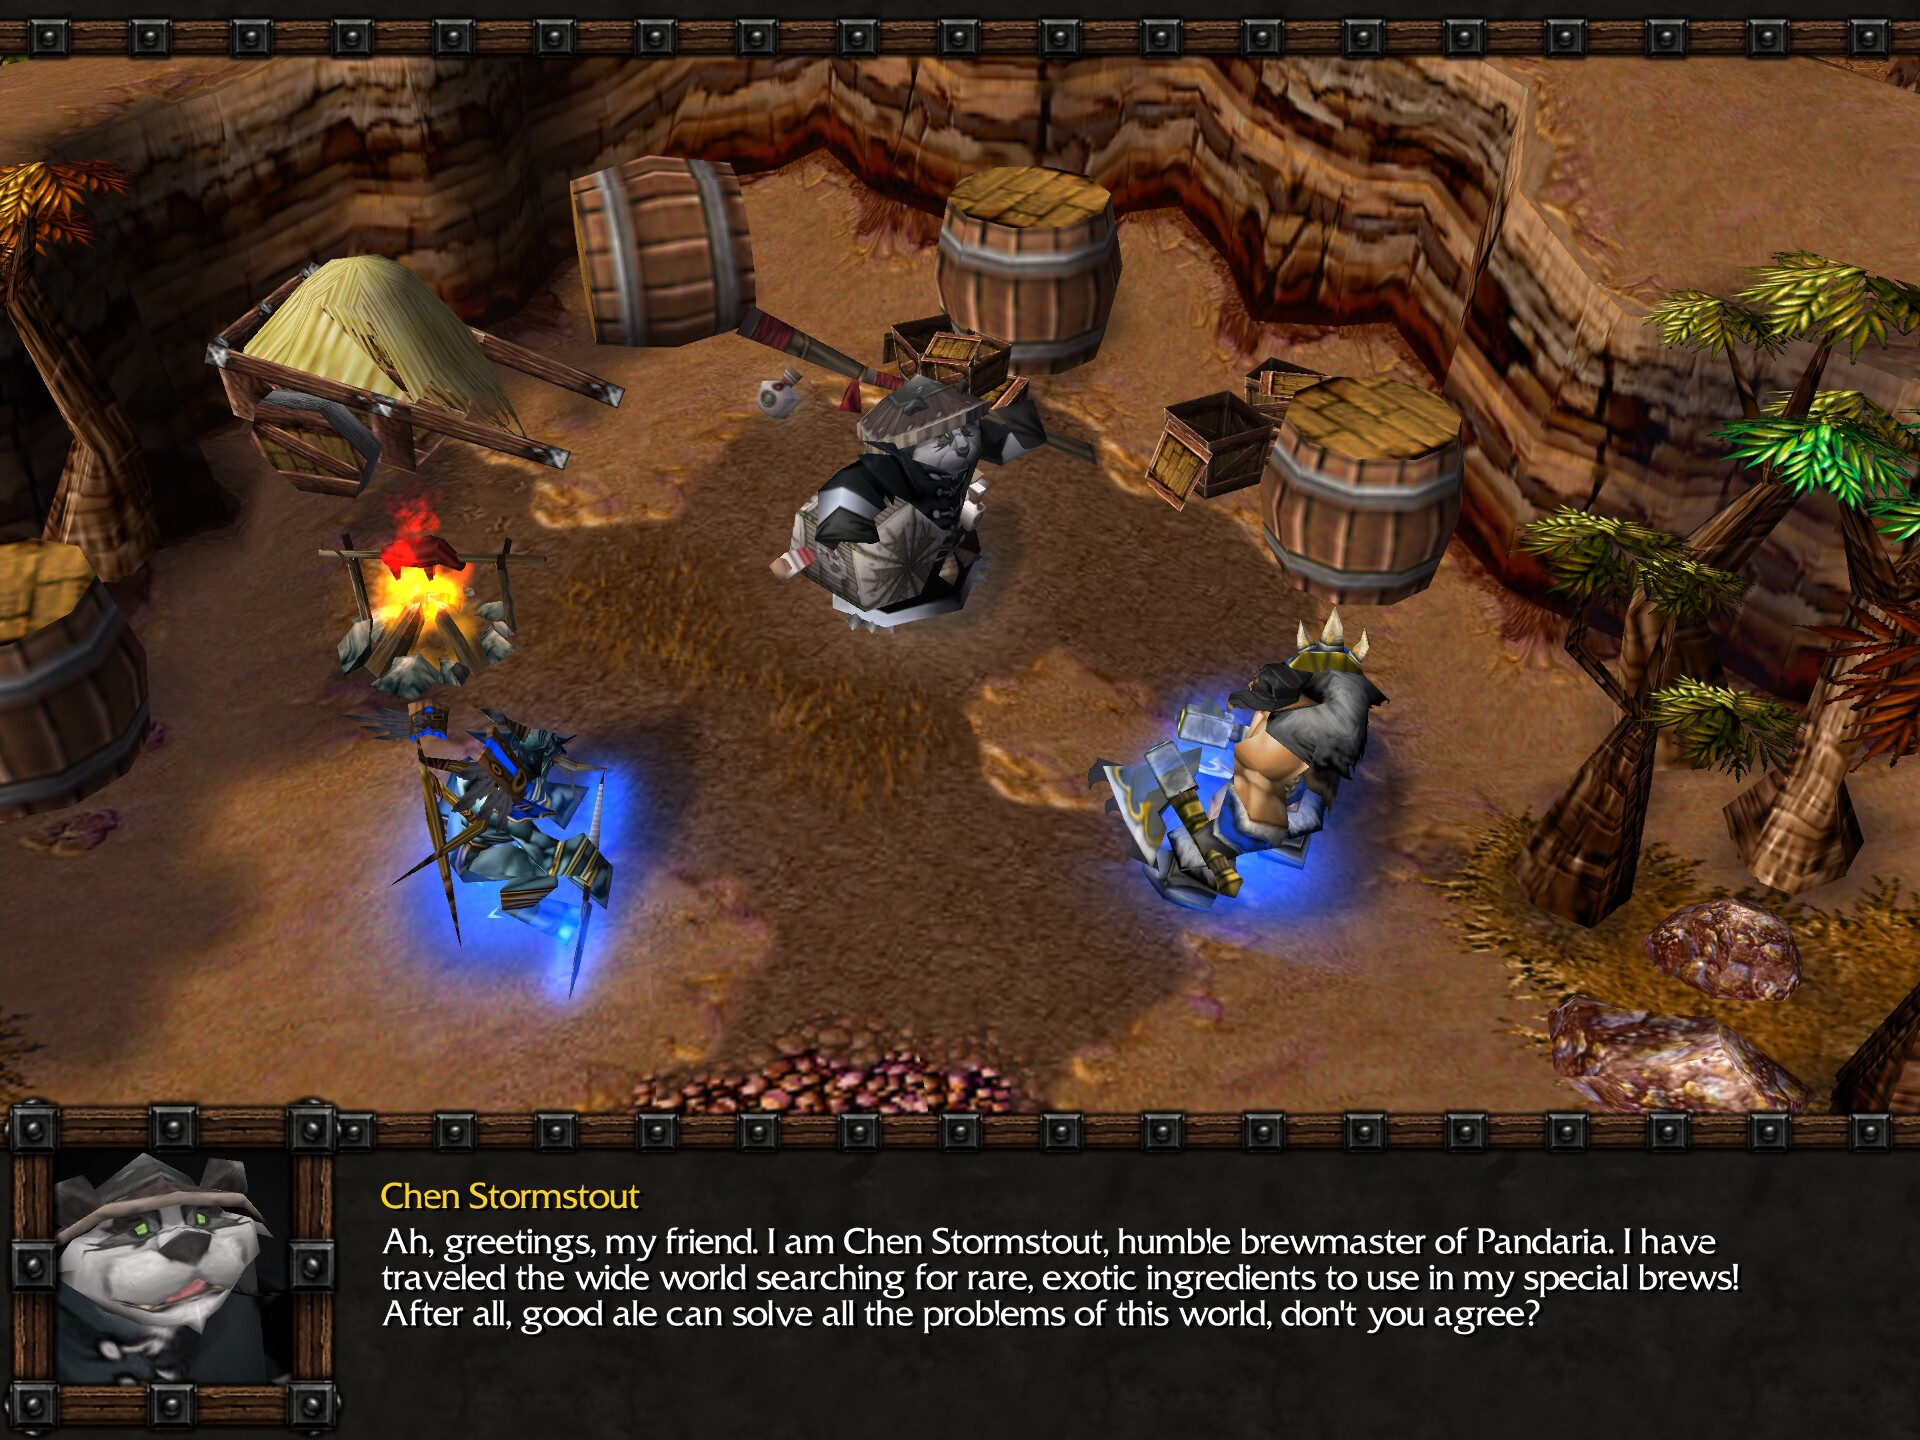 Chen Stormstout
Ah, greetings, my friend. I am Chen Stormstout, humble brewmaster of Pandaria. I have
traveled the wide world searching for rare, exotic ingredients to use in my special brews!
After all, good ale can solve all the problems of this world, don't you agree?